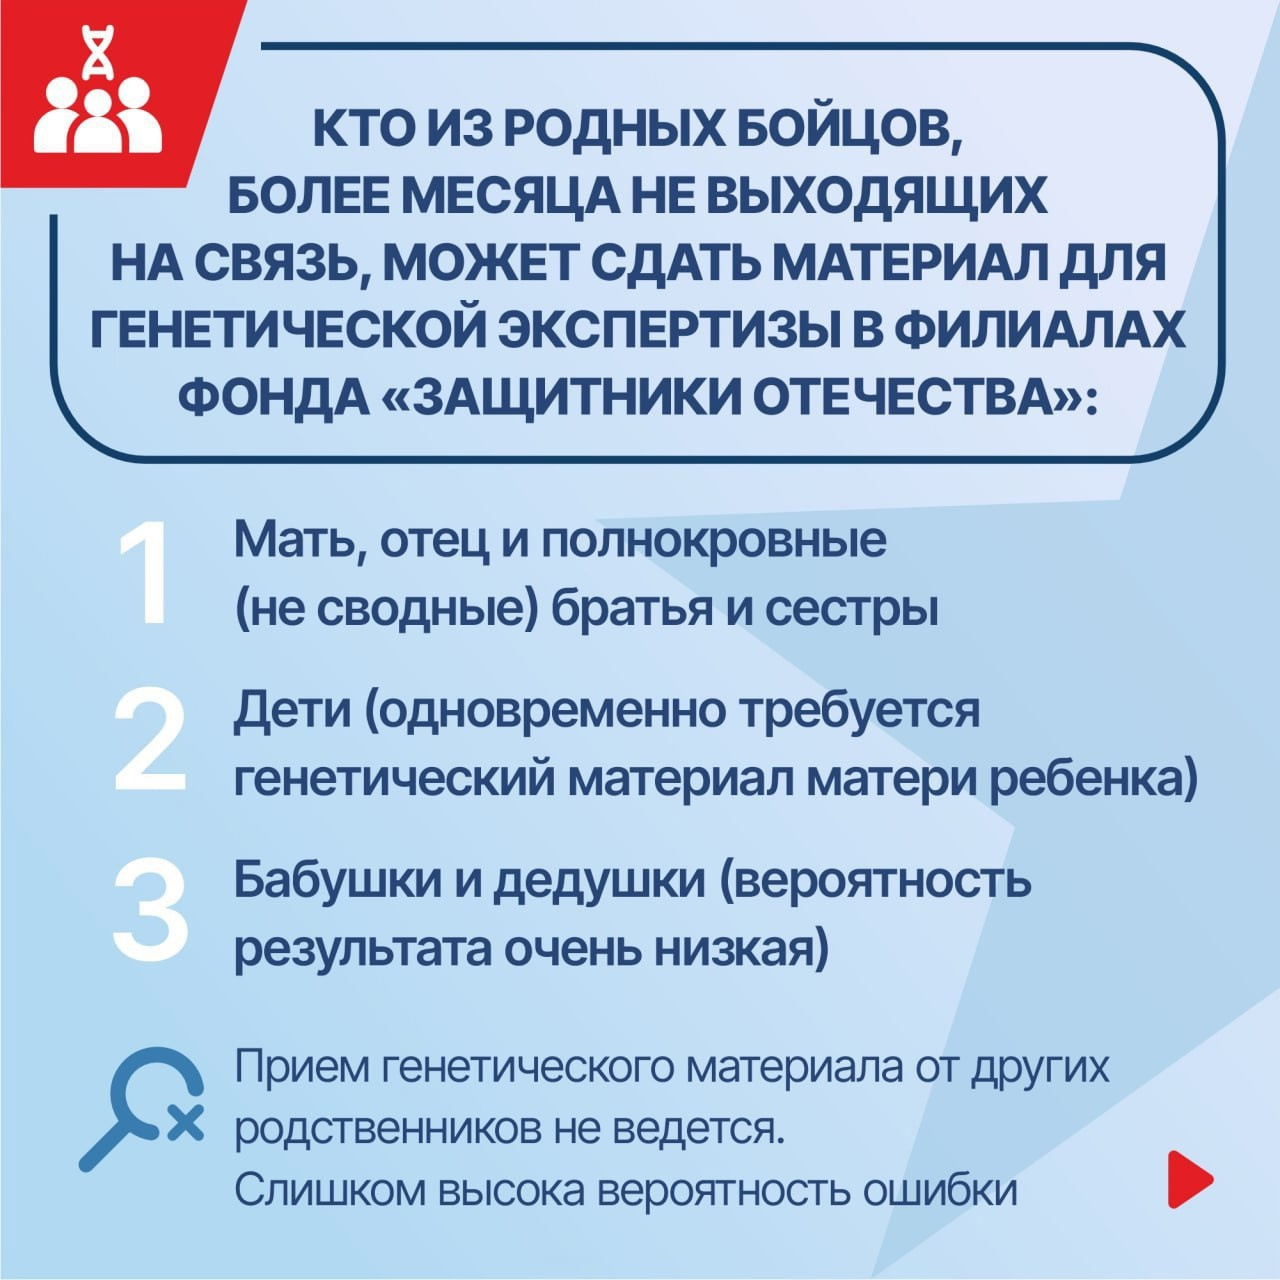 КТО ИЗ РОДНЫХ БОЙЦОВ,
БОЛЕЕ МЕСЯЦА НЕ ВЫХОДЯЩИХ
НА СВЯЗЬ, МОЖЕТ СДАТЬ МАТЕРИАЛ ДЛЯ
ГЕНЕТИЧЕСКОЙ ЭКСПЕРТИЗЫ В ФИЛИАЛАХ
ФОНДА «ЗАЩИТНИКИ ОТЕЧЕСТВА»:
1 Мать, отец и полнокровные
(не сводные) братья и сестры
2 Дети (одновременно требуется
генетический материал матери ребенка)
3 Бабушки и дедушки (вероятность
результата очень низкая)
Прием генетического материала от других
родственников не ведется.
Слишком высока вероятность ошибки